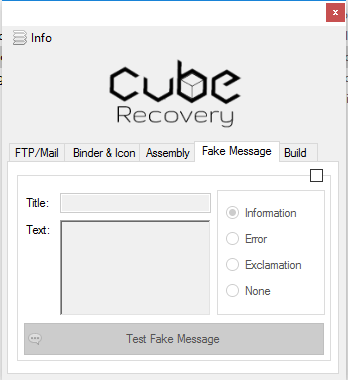 x
Info
cube
Recovery
FTP/Mail Binder & Icon Assembly Fake Message Build
Title:
Text:
Information
Error
Exclamation
None
Test Fake Message